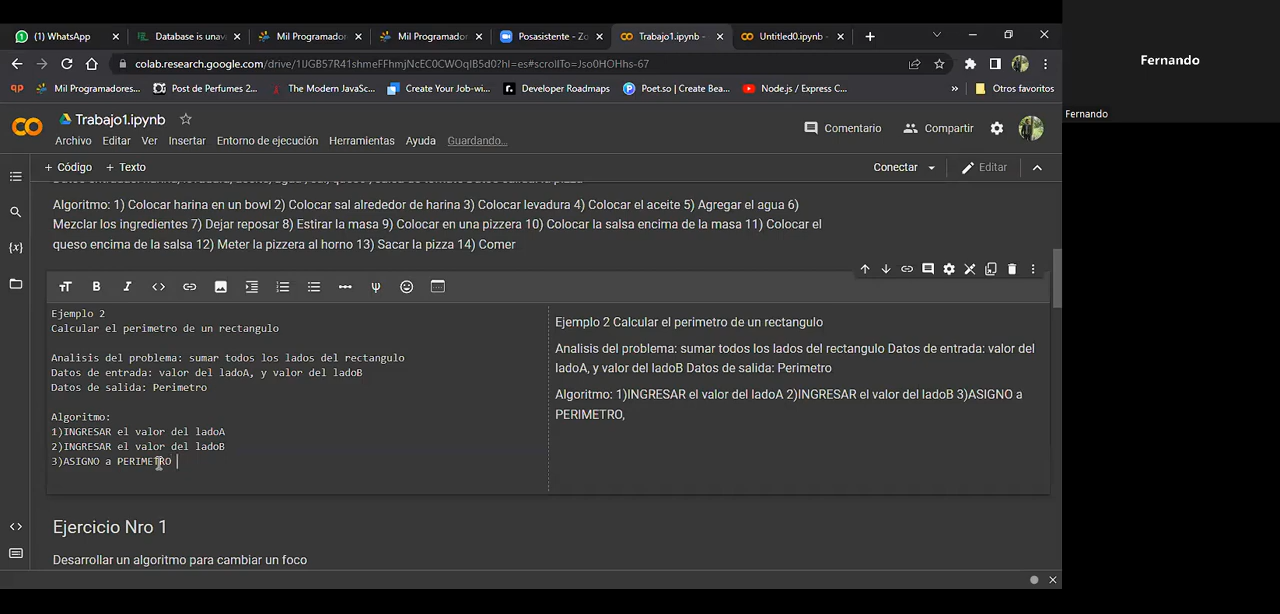 (1) WhatsApp
Database is unav
Mil Programador
Mil Programador
Posasistente - Zo
Trabajo1.ipynb -
Untitled0.ipynb -
colab.research.google.com/drive/1IJGB57R41shmeFFhmjNcEC0CWOqIB5d0?hl=es#scrollTo=Jso0HOHhs-67
qp
Mil Programadores...
Post de Perfumes 2...
The Modern JavaSc...
Create Your Job-wi...
Developer Roadmaps
Poet.so | Create Bea...
Node.js / Express C...
»
Otros favoritos
Trabajo1.ipynb
Archivo Editar Ver Insertar Entorno de ejecución Herramientas Ayuda Guardando...
Comentario
Compartir
+ Código + Texto
Conectar
Editar
Algoritmo: 1) Colocar harina en un bowl 2) Colocar sal alrededor de harina 3) Colocar levadura 4) Colocar el aceite 5) Agregar el agua 6)
Mezclar los ingredientes 7) Dejar reposar 8) Estirar la masa 9) Colocar en una pizzera 10) Colocar la salsa encima de la masa 11) Colocar el
queso encima de la salsa 12) Meter la pizzera al horno 13) Sacar la pizza 14) Comer
Ejemplo 2
Calcular el perimetro de un rectangulo
Analisis del problema: sumar todos los lados del rectangulo
Datos de entrada: valor del ladoA, y valor del ladoB
Datos de salida: Perimetro
Algoritmo:
1)INGRESAR el valor del ladoA
2)INGRESAR el valor del ladoB
3)ASIGNO a PERIMETRO
Ejemplo 2 Calcular el perimetro de un rectangulo
Analisis del problema: sumar todos los lados del rectangulo Datos de entrada: valor del
ladoA, y valor del ladoB Datos de salida: Perimetro
Algoritmo: 1)INGRESAR el valor del ladoA 2)INGRESAR el valor del ladoB 3)ASIGNO a
PERIMETRO,
Ejercicio Nro 1
Desarrollar un algoritmo para cambiar un foco
Fernando
Fernando